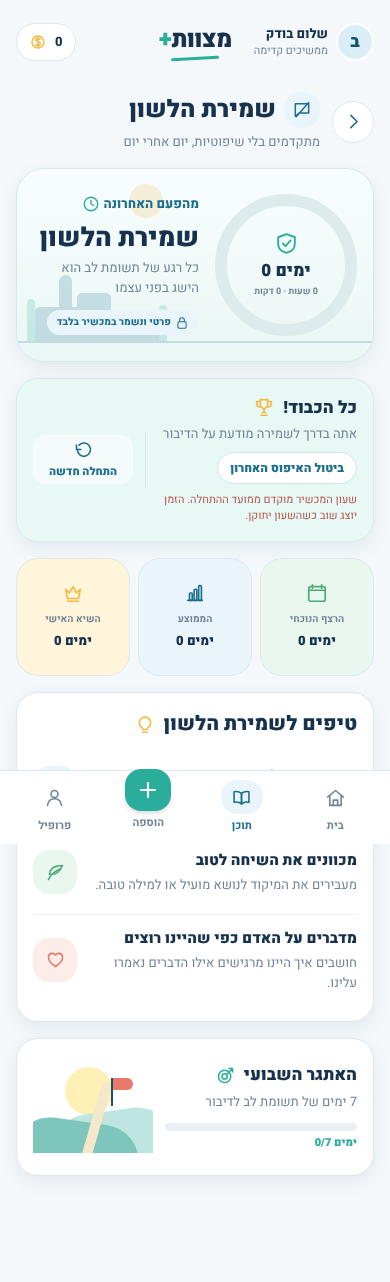 ב
שלום בודק
ממשיכים קדימה
מצוות+
0
שמירת הלשון
מתקדמים בלי שיפוטיות, יום אחרי יום
0 ימים
0 שעות · 0 דקות
מהפעם האחרונה
שמירת הלשון
כל רגע של תשומת לב הוא
הישג בפני עצמו
פרטי ונשמר במכשיר בלבד
כל הכבוד!
אתה בדרך לשמירה מודעת על הדיבור
ביטול האיפוס האחרון
שעון המכשיר מוקדם ממועד ההתחלה. הזמן
יוצג שוב כשהשעון יתוקן.
התחלה חדשה
הרצף הנוכחי
0 ימים
הממוצע
0 ימים
השיא האישי
0 ימים
טיפים לשמירת הלשון
בית
תוכן
הוספה
פרופיל
מכוונים את השיחה לטוב
מעבירים את המיקוד לנושא מועיל או למילה טובה.
מדברים על האדם כפי שהיינו רוצים
חושבים איך היינו מרגישים אילו הדברים נאמרו
עלינו.
האתגר השבועי
7 ימים של תשומת לב לדיבור
0/7 ימים